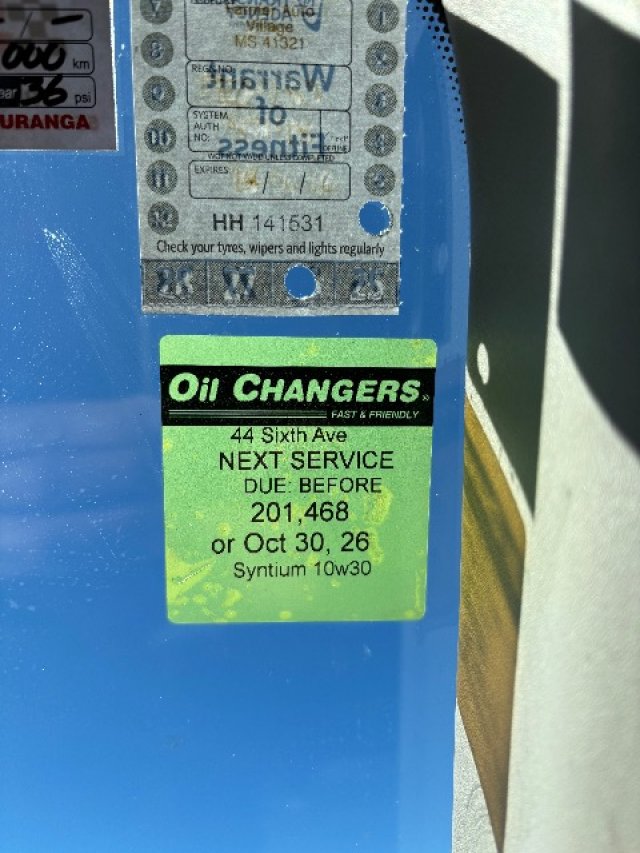 000 km
36 psi
URANGA
Village
MS 41321
REGS NO.
Warrant
of
Fitness
SYSTEM
AUTH
NO:
EXPIRES
HH 141531
Check your tyres, wipers and lights regularly
Oil CHANGERS
FAST & FRIENDLY
44 Sixth Ave
NEXT SERVICE
DUE: BEFORE
201,468
or Oct 30, 26
Syntium 10w30